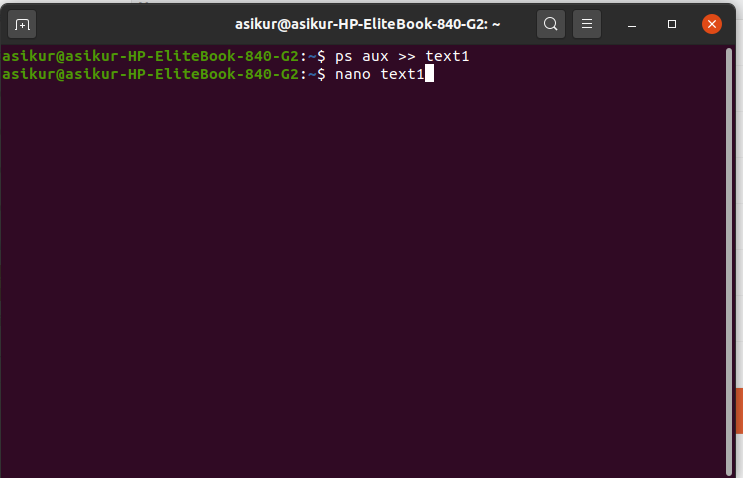 asikur@asikur-HP-EliteBook-840-G2: ~
asikur@asikur-HP-EliteBook-840-G2:~$ ps aux >> text1
asikur@asikur-HP-EliteBook-840-G2:~$ nano text1